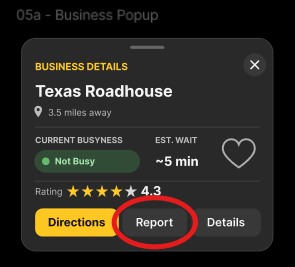 05a - Business Popup
BUSINESS DETAILS
Texas Roadhouse
3.5 miles away
CURRENT BUSYNESS
EST. WAIT
Not Busy
~5 min
Rating
4.3
Directions
Report
Details